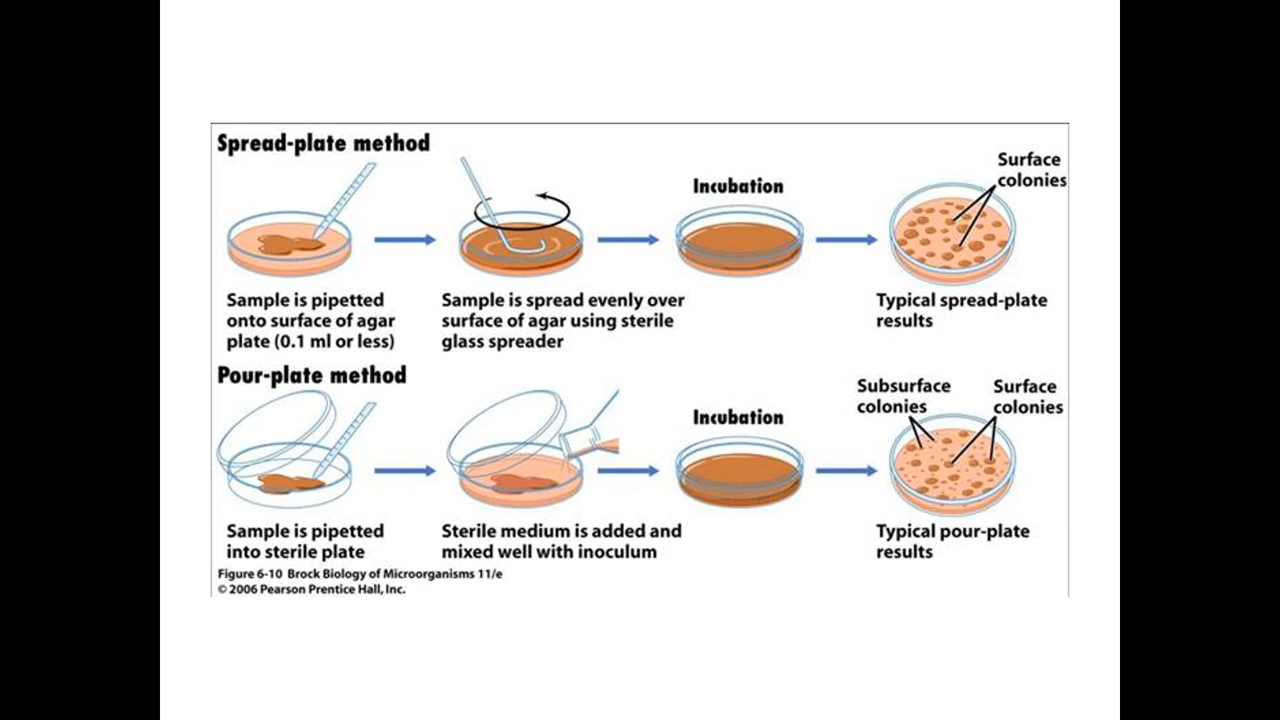 Spread-plate method
Surface
colonies
Incubation
Sample is pipetted
onto surface of agar
plate (0.1 ml or less)
Sample is spread evenly over
surface of agar using sterile
glass spreader
Typical spread-plate
results
Pour-plate method
Subsurface
colonies
Surface
colonies
Incubation
Sample is pipetted
into sterile plate
Sterile medium is added and
mixed well with inoculum
Typical pour-plate
results
Figure 6-10 Brock Biology of Microorganisms 11/e
© 2006 Pearson Prentice Hall, Inc.